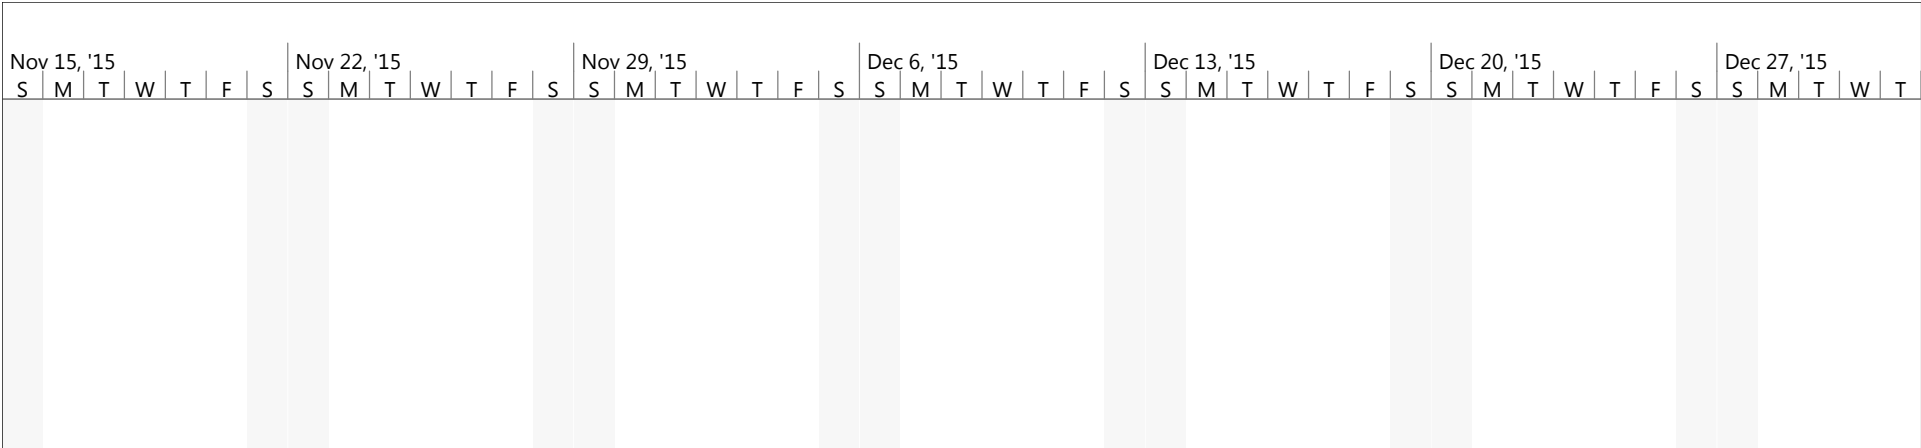 Nov 15, '15 Nov 22, '15 Nov 29, '15 Dec 6, '15 Dec 13, '15 Dec 20, '15 Dec 27, '15
S M T W T F S S M T W T F S S M T W T F S S M T W T F S S M T W T F S S M T W T F S S M T W T